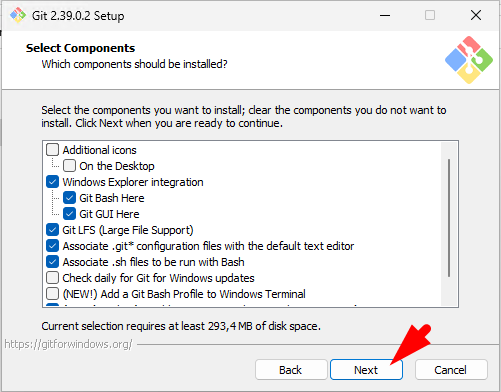 Git 2.39.0.2 Setup
Select Components
Which components should be installed?
Select the components you want to install; clear the components you do not want to
install. Click Next when you are ready to continue.
Additional icons
On the Desktop
Windows Explorer integration
Git Bash Here
Git GUI Here
Git LFS (Large File Support)
Associate .git* configuration files with the default text editor
Associate .sh files to be run with Bash
Check daily for Git for Windows updates
(NEW!) Add a Git Bash Profile to Windows Terminal
Current selection requires at least 293,4 MB of disk space.
https://gitforwindows.org/
Back
Next
Cancel